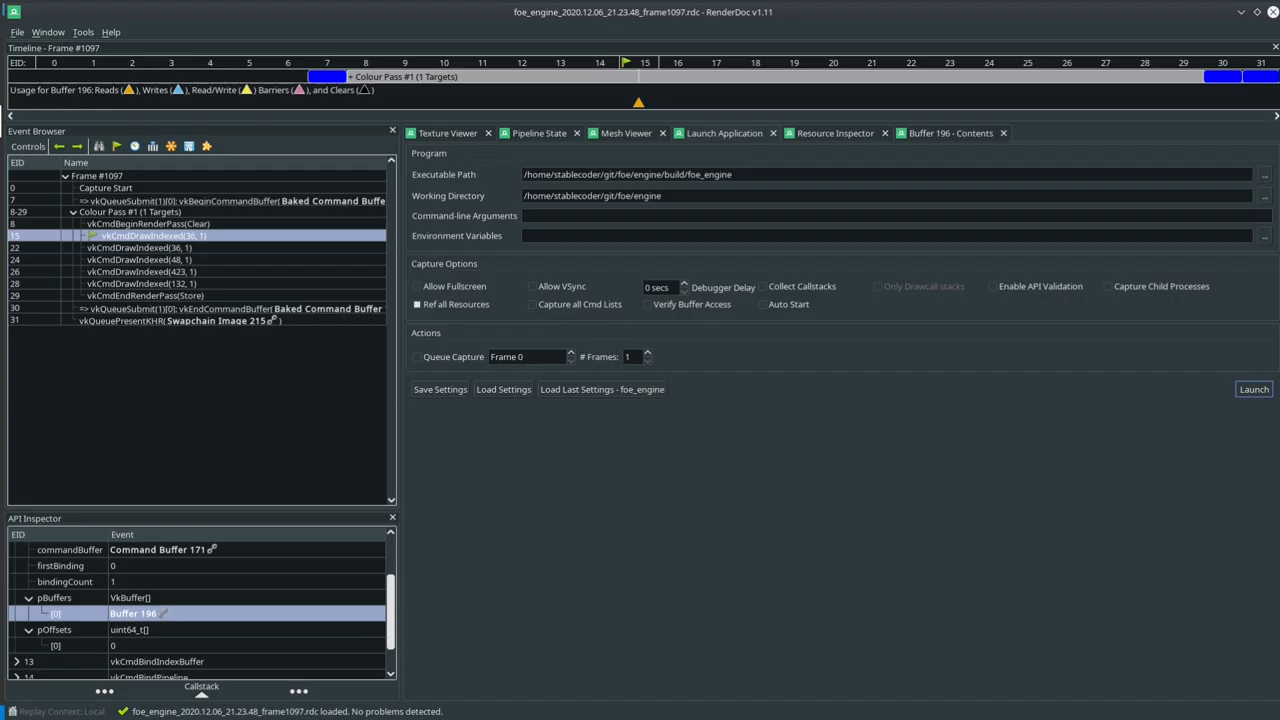 foe_engine_2020.12.06_21.23.48_frame1097.rdc - RenderDoc v1.11
File Window Tools Help
Timeline - Frame #1097
EID: 0 1 2 3 4 5 6 7 8 9 10 11 12 13 14 15 16 17 18 19 20 21 22 23 24 25 26 27 28 29 30 31
+ Colour Pass #1 (1 Targets)
Usage for Buffer 196: Reads ( ), Writes ( ), Read/Write ( ) Barriers ( ), and Clears ( )
Event Browser
Controls
EID Name
Frame #1097
0 Capture Start
7 => vkQueueSubmit(1)[0]: vkBeginCommandBuffer( Baked Command Buffe
8-29 Colour Pass #1 (1 Targets)
8 vkCmdBeginRenderPass(Clear)
15 vkCmdDrawIndexed(36, 1)
22 vkCmdDrawIndexed(36, 1)
24 vkCmdDrawIndexed(48, 1)
26 vkCmdDrawIndexed(423, 1)
28 vkCmdDrawIndexed(132, 1)
29 vkCmdEndRenderPass(Store)
30 => vkQueueSubmit(1)[0]: vkEndCommandBuffer( Baked Command Buffer
31 vkQueuePresentKHR( Swapchain Image 215 )
API Inspector
EID Event
commandBuffer Command Buffer 171
firstBinding 0
bindingCount 1
pBuffers VkBuffer[]
[0] Buffer 196
pOffsets uint64_t[]
[0] 0
13 vkCmdBindIndexBuffer
14 vkCmdBindPipeline
Callstack
Texture Viewer Pipeline State Mesh Viewer Launch Application Resource Inspector Buffer 196 - Contents
Program
Executable Path /home/stablecoder/git/foe/engine/build/foe_engine ...
Working Directory /home/stablecoder/git/foe/engine ...
Command-line Arguments
Environment Variables ...
Capture Options
Allow Fullscreen Allow VSync 0 secs Debugger Delay Collect Callstacks Only Drawcall stacks Enable API Validation Capture Child Processes
Ref all Resources Capture all Cmd Lists Verify Buffer Access Auto Start
Actions
Queue Capture Frame 0 # Frames: 1
Save Settings Load Settings Load Last Settings - foe_engine Launch
Replay Context: Local foe_engine_2020.12.06_21.23.48_frame1097.rdc loaded. No problems detected.